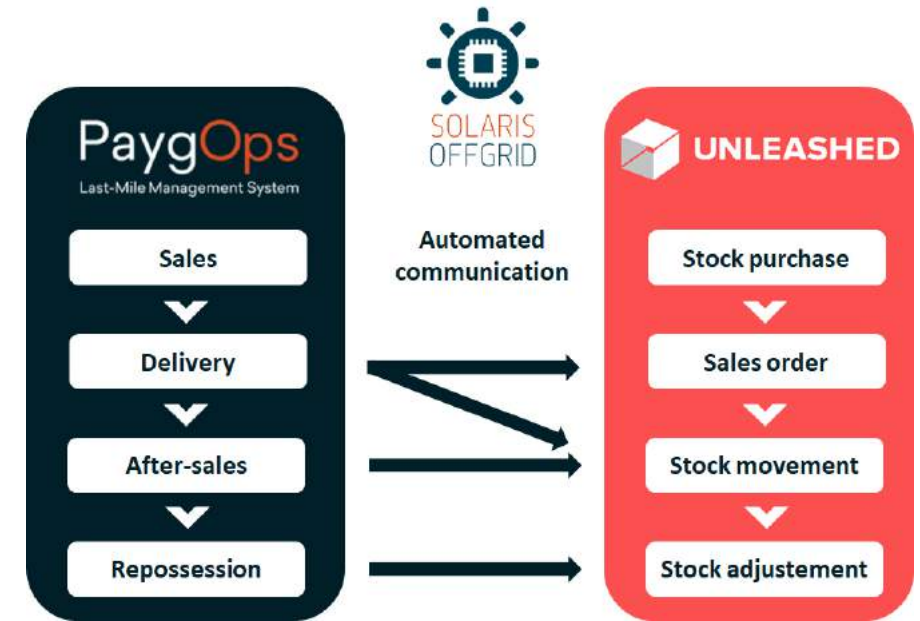 SOLARIS
OFFGRID
PaygOps
Last-Mile Management System
Sales
Delivery
After-sales
Repossession
Automated
communication
UNLEASHED
Stock purchase
Sales order
Stock movement
Stock adjustement